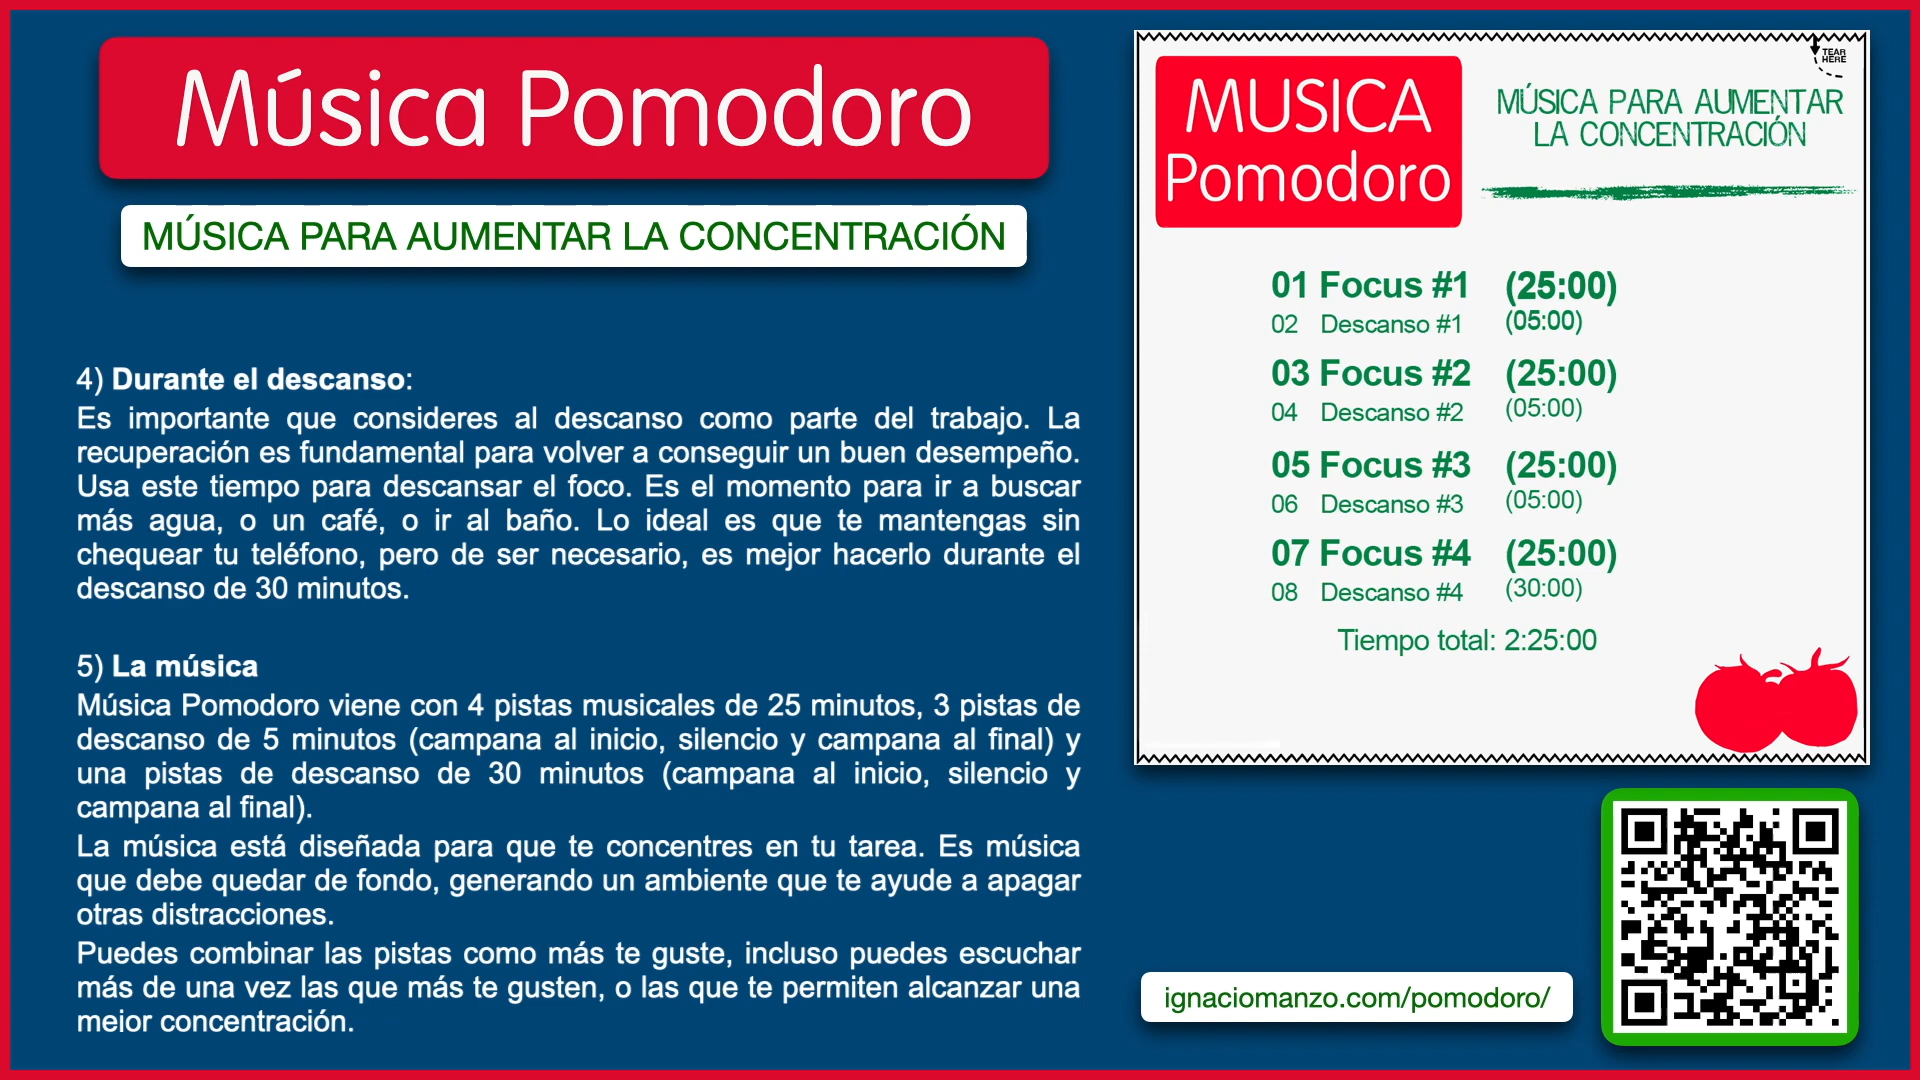 Música Pomodoro
MÚSICA PARA AUMENTAR LA CONCENTRACIÓN
4) Durante el descanso:
Es importante que consideres al descanso como parte del trabajo. La
recuperación es fundamental para volver a conseguir un buen desempeño.
Usa este tiempo para descansar el foco. Es el momento para ir a buscar
más agua, o un café, o ir al baño. Lo ideal es que te mantengas sin
chequear tu teléfono, pero de ser necesario, es mejor hacerlo durante el
descanso de 30 minutos.
5) La música
Música Pomodoro viene con 4 pistas musicales de 25 minutos, 3 pistas de
descanso de 5 minutos (campana al inicio, silencio y campana al final) y
una pistas de descanso de 30 minutos (campana al inicio, silencio y
campana al final).
La música está diseñada para que te concentres en tu tarea. Es música
que debe quedar de fondo, generando un ambiente que te ayude a apagar
otras distracciones.
Puedes combinar las pistas como más te guste, incluso puedes escuchar
más de una vez las que más te gusten, o las que te permiten alcanzar una
meior concentración.
TEAR
HERE
MUSICA
Pomodoro
MÚSICA PARA AUMENTAR
LA CONCENTRACIÓN
01 Focus #1 (25:00)
02 Descanso #1 (05:00)
03 Focus #2 (25:00)
04 Descanso #2 (05:00)
05 Focus #3 (25:00)
06 Descanso #3 (05:00)
07 Focus #4 (25:00)
08 Descanso #4 (30:00)
Tiempo total: 2:25:00
ignaciomanzo.com/pomodoro/